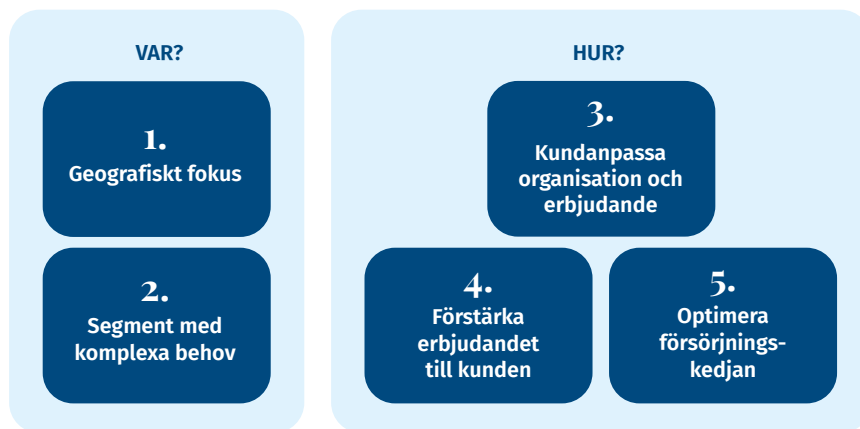 VAR?
1.
Geografiskt fokus
2.
Segment med
komplexa behov
HUR?
3.
Kundanpassa
organisation och
erbjudande
4.
Förstärka
erbjudandet
till kunden
5.
Optimera
försörjnings-
kedjan